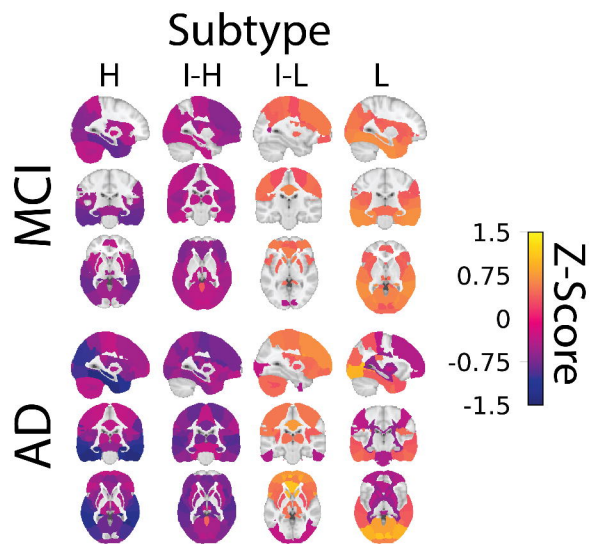 Subtype
H I-H I-L L
MCI
AD
1.5
0.75
0
-0.75
-1.5
Z-Score